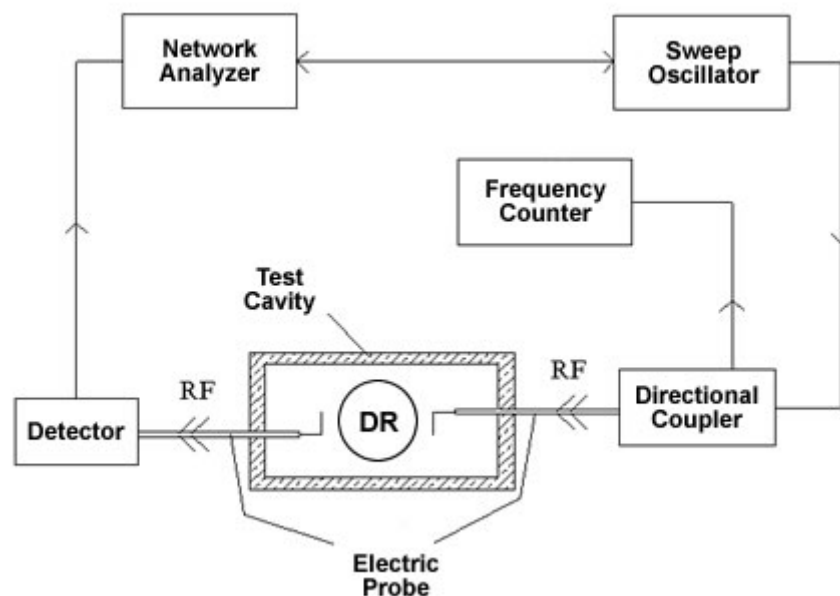 Network
Analyzer
Sweep
Oscillator
Frequency
Counter
Test
Cavity
RF
RF
Detector
DR
Directional
Coupler
Electric
Probe